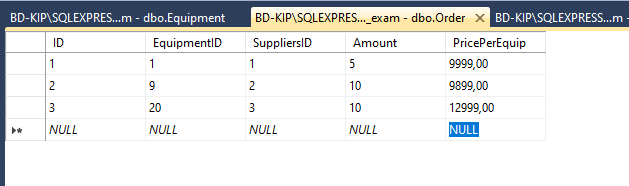 BD-KIP\SQLEXPRES...m - dbo.Equipment BD-KIP\SQLEXPRES..._exam - dbo.Order BD-KIP\SQLEXPRES...m -
ID EquipmentID SuppliersID Amount PricePerEquip
1 1 1 5 9999,00
2 9 2 10 9899,00
3 20 3 10 12999,00
NULL NULL NULL NULL NULL